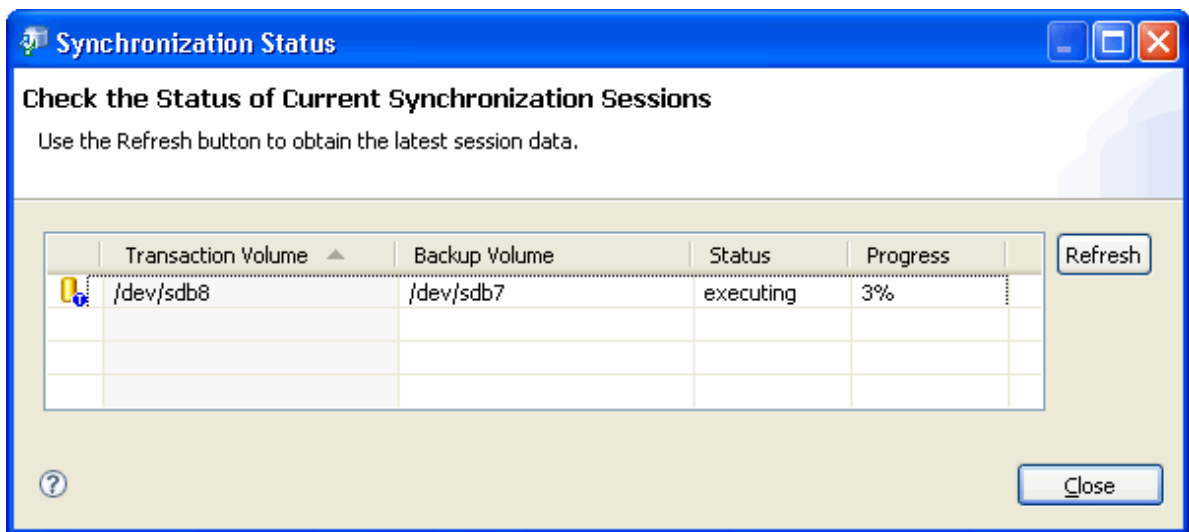 Synchronization Status
Check the Status of Current Synchronization Sessions
Use the Refresh button to obtain the latest session data.
Transaction Volume Backup Volume Status Progress Refresh
/dev/sdb8 /dev/sdb7 executing 3%
Close